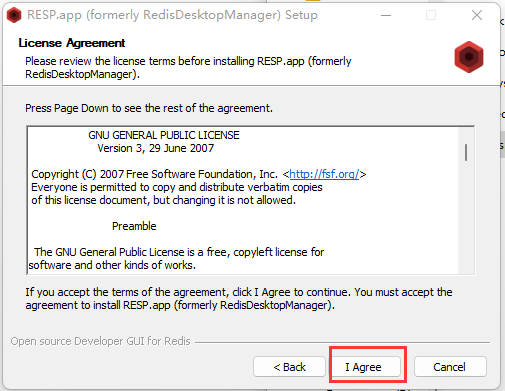 RESP.app (formerly RedisDesktopManager) Setup
License Agreement
Please review the license terms before installing RESP.app (formerly
RedisDesktopManager).
Press Page Down to see the rest of the agreement.
GNU GENERAL PUBLIC LICENSE
Version 3, 29 June 2007
Copyright (C) 2007 Free Software Foundation, Inc. <http://fsf.org/>
Everyone is permitted to copy and distribute verbatim copies
of this license document, but changing it is not allowed.
Preamble
The GNU General Public License is a free, copyleft license for
software and other kinds of works.
If you accept the terms of the agreement, click I Agree to continue. You must accept the
agreement to install RESP.app (formerly RedisDesktopManager).
Open source Developer GUI for Redis
< Back
I Agree
Cancel